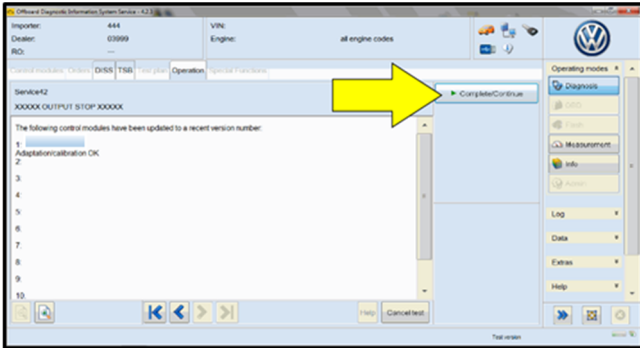 Offboard Diagnostic Information System Service - 4.2.3
Importer: 444 VIN:
Dealer: 03999 Engine: all engine codes
RO: ---
Control modules Orders DISS TSB Test plan Operation Special Functions
Operating modes
Service42
Complete/Continue
Diagnosis
XXXXX OUTPUT STOP XXXXX
OBD
The following control modules have been updated to a recent version number:
Flash
1:
Adaptation/calibration OK
Measurement
2:
Info
3:
Admin
4:
5:
Log
6:
7:
Data
8:
Extras
9:
Help
10:
Help Cancel test
Test version